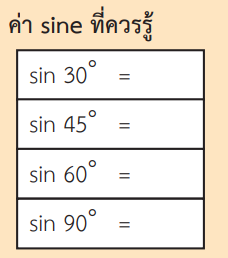 ค่า sine ที่ควรรู้
sin 30° =
sin 45° =
sin 60° =
sin 90° =